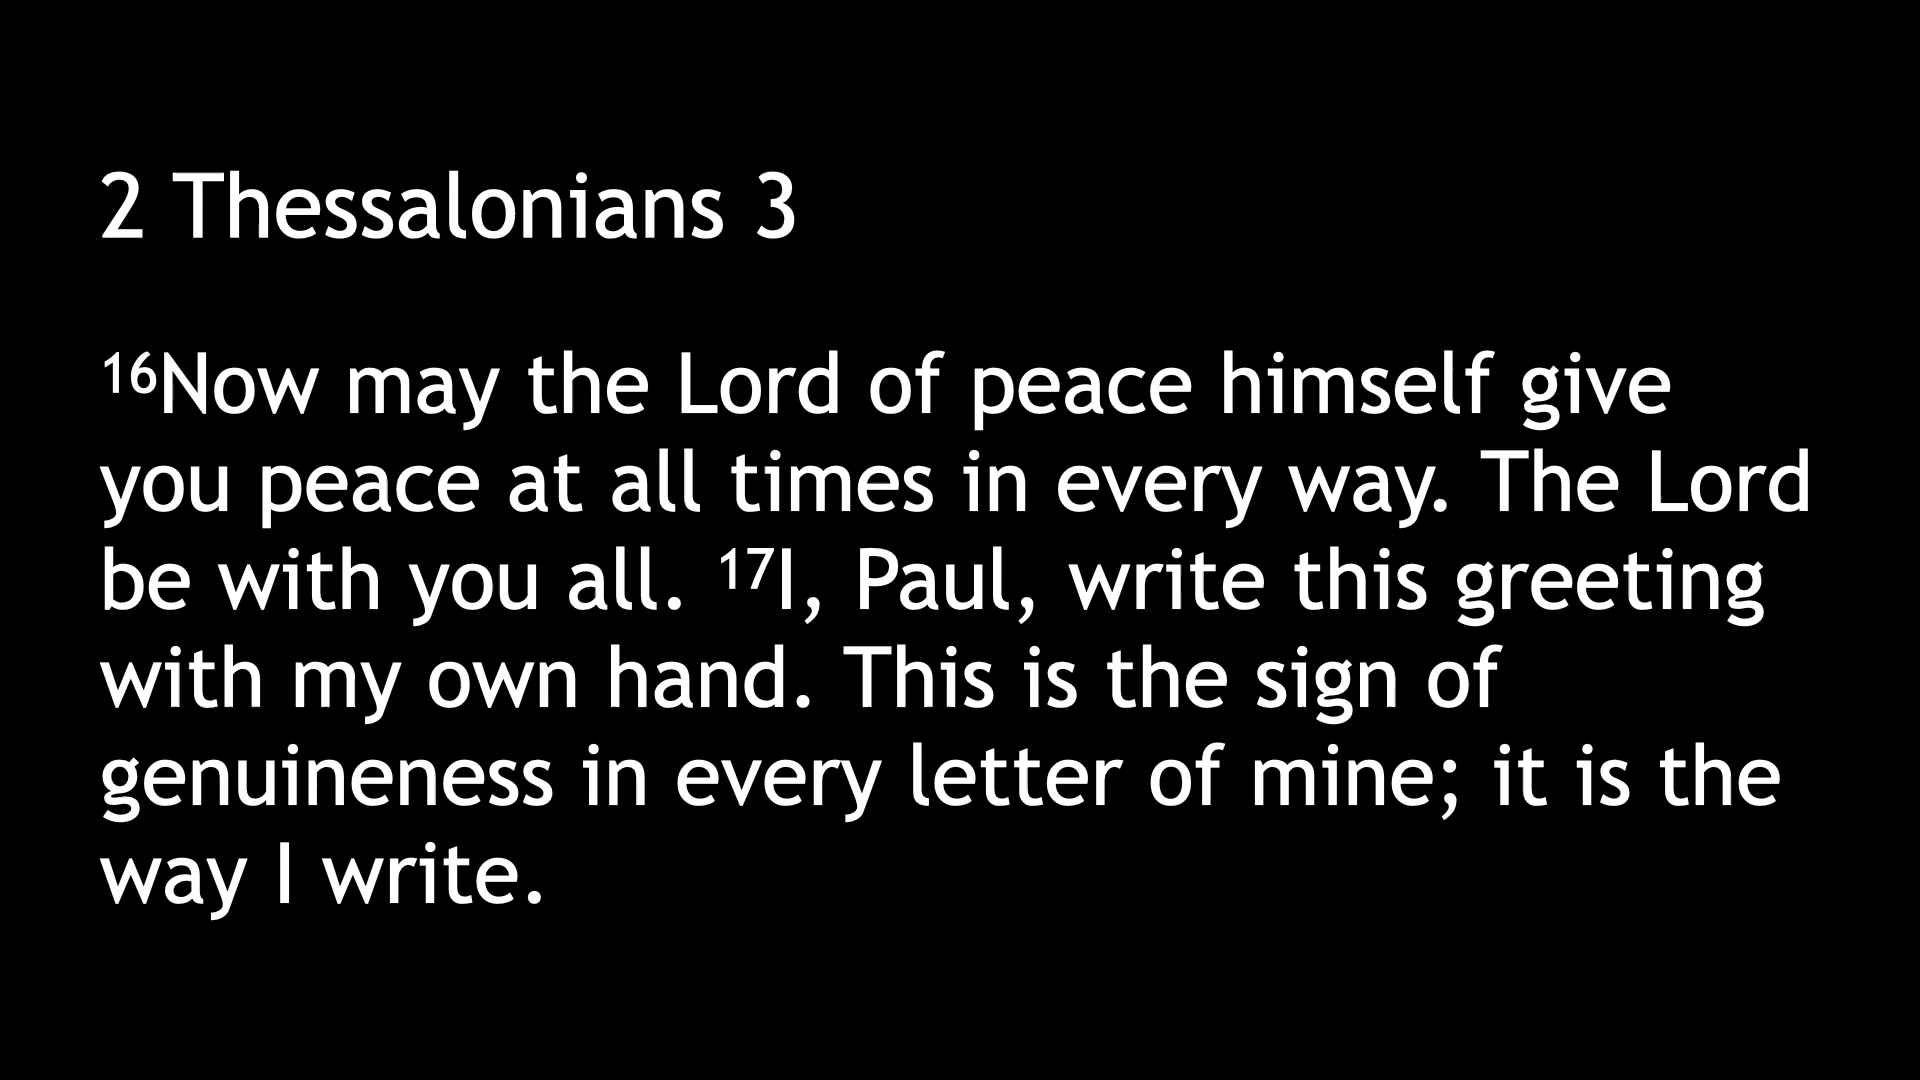 2 Thessalonians 3
¹⁶Now may the Lord of peace himself give
you peace at all times in every way. The Lord
be with you all. ¹⁷I, Paul, write this greeting
with my own hand. This is the sign of
genuineness in every letter of mine; it is the
way I write.